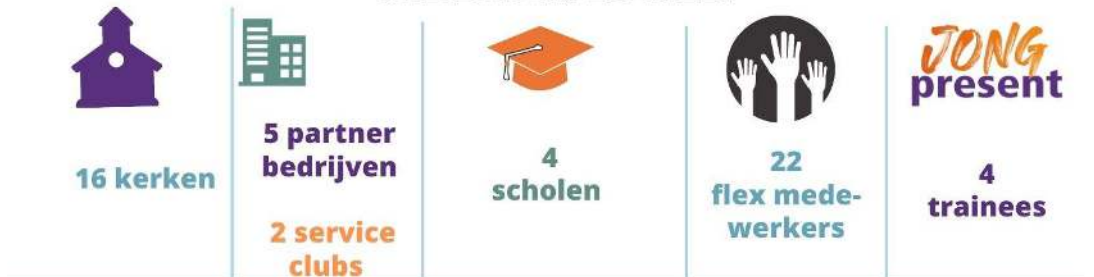 16 kerken
5 partner
bedrijven
2 service
clubs
4
scholen
22
flex mede-
werkers
JONG
present
4
trainees